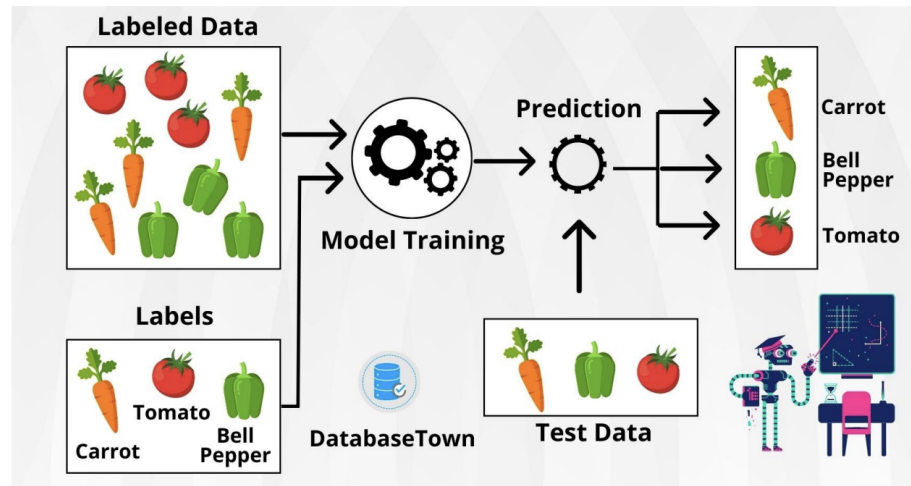 Labeled Data
Prediction
Carrot
Bell
Pepper
Tomato
Model Training
Labels
Tomato
Carrot
Bell
Pepper
DatabaseTown
Test Data